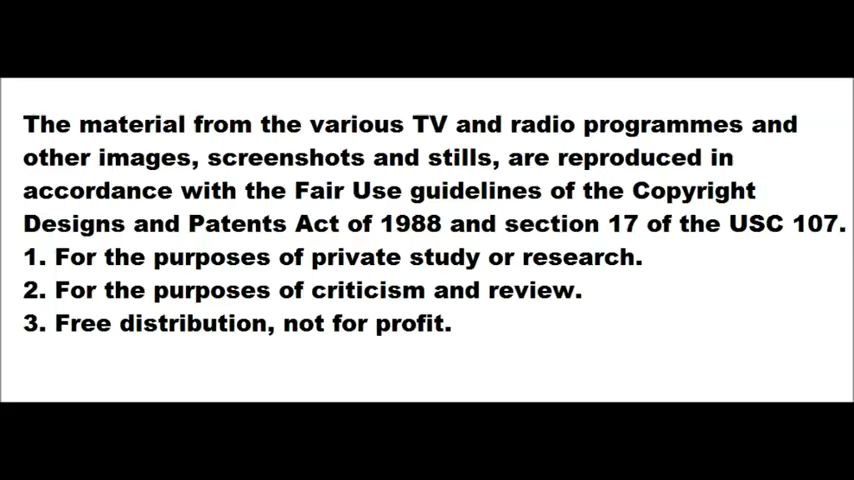 The material from the various TV and radio programmes and
other images, screenshots and stills, are reproduced in
accordance with the Fair Use guidelines of the Copyright
Designs and Patents Act of 1988 and section 17 of the USC 107.
1. For the purposes of private study or research.
2. For the purposes of criticism and review.
3. Free distribution, not for profit.